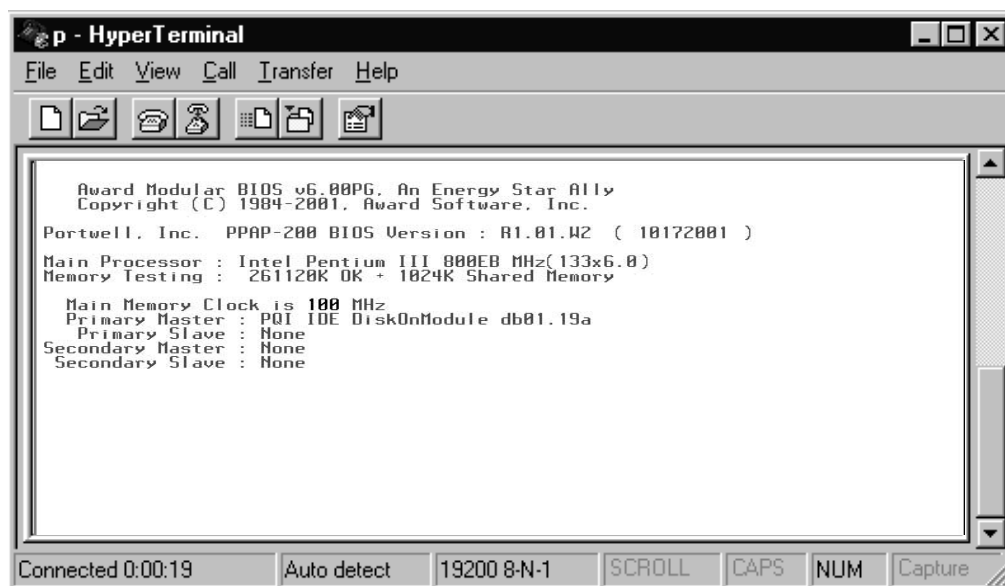 p - HyperTerminal
File Edit View Call Transfer Help
Award Modular BIOS v6.00PG, An Energy Star Ally
Copyright (C) 1984-2001, Award Software, Inc.
Portwell, Inc. PPAP-200 BIOS Version : R1.01.W2 ( 10172001 )
Main Processor : Intel Pentium III 800EB MHz(133x6.0)
Memory Testing : 261120K OK + 1024K Shared Memory
Main Memory Clock is 100 MHz
Primary Master : PQI IDE DiskOnModule db01.19a
Primary Slave : None
Secondary Master : None
Secondary Slave : None
Connected 0:00:19 Auto detect 19200 8-N-1 SCROLL CAPS NUM Capture